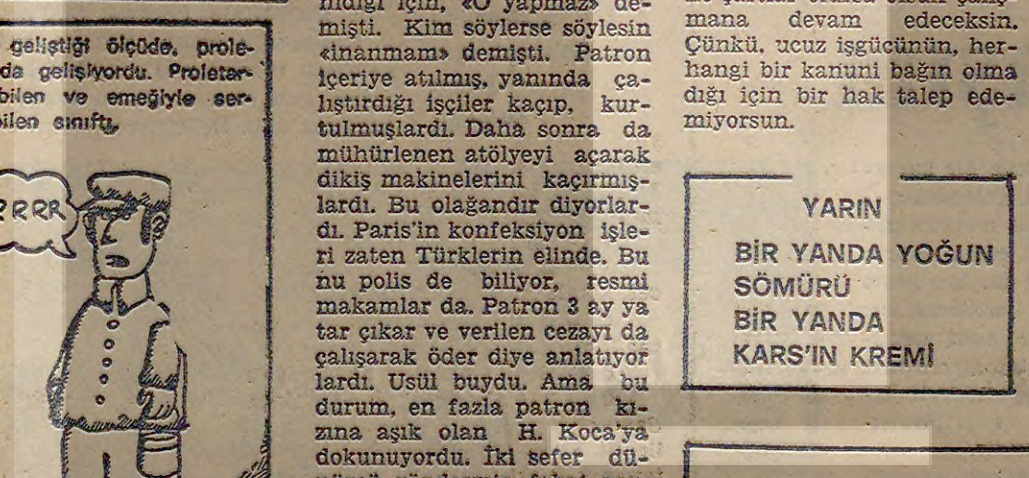 geliştiği ölçüde, prole-
da gelişiyordu. Proletar-
bilen ve emeğiyle ser-
bilen sınıftı.
RRRR
nıdığı için, «O yapmaz» de-
mişti. Kim söylerse söylesin
«inanmam» demişti. Patron
içeriye atılmış, yanında ça-
lıştırdığı işçiler kaçıp, kur-
tulmuşlardı. Daha sonra da
mühürlenen atölyeyi açarak
dikiş makinelerini kaçırmış-
lardı. Bu olağandır diyorlar-
dı. Paris'in konfeksiyon işle-
ri zaten Türklerin elinde. Bu
nu polis de biliyor, resmi
makamlar da. Patron 3 ay ya
tar çıkar ve verilen cezayı da
çalışarak öder diye anlatıyor
lardı. Usül buydu. Ama bu
durum, en fazla patron kı-
zına aşık olan H. Koca'ya
dokunuyordu. İki sefer dü-
mana devam edeceksin.
Çünkü, ucuz işgücünün, her-
hangi bir kanuni bağın olma
dığı için bir hak talep ede-
miyorsun.
YARIN
BİR YANDA YOĞUN
SÖMÜRÜ
BİR YANDA
KARS'IN KREMİ